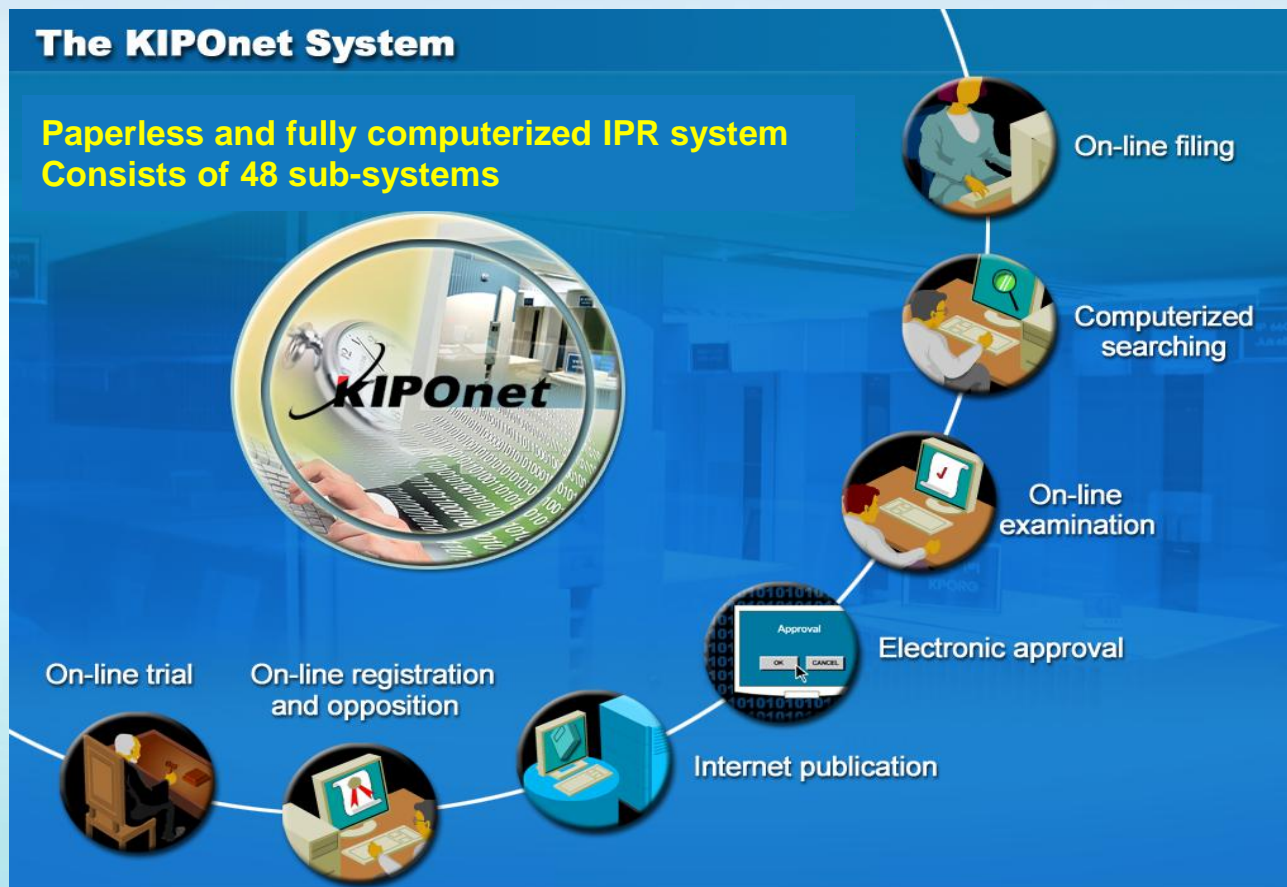 The KIPOnet System
Paperless and fully computerized IPR system
Consists of 48 sub-systems
KIPOnet
On-line filing
Computerized
searching
On-line
examination
Approval
OK CANCEL
Electronic approval
Internet publication
On-line registration
and opposition
On-line trial